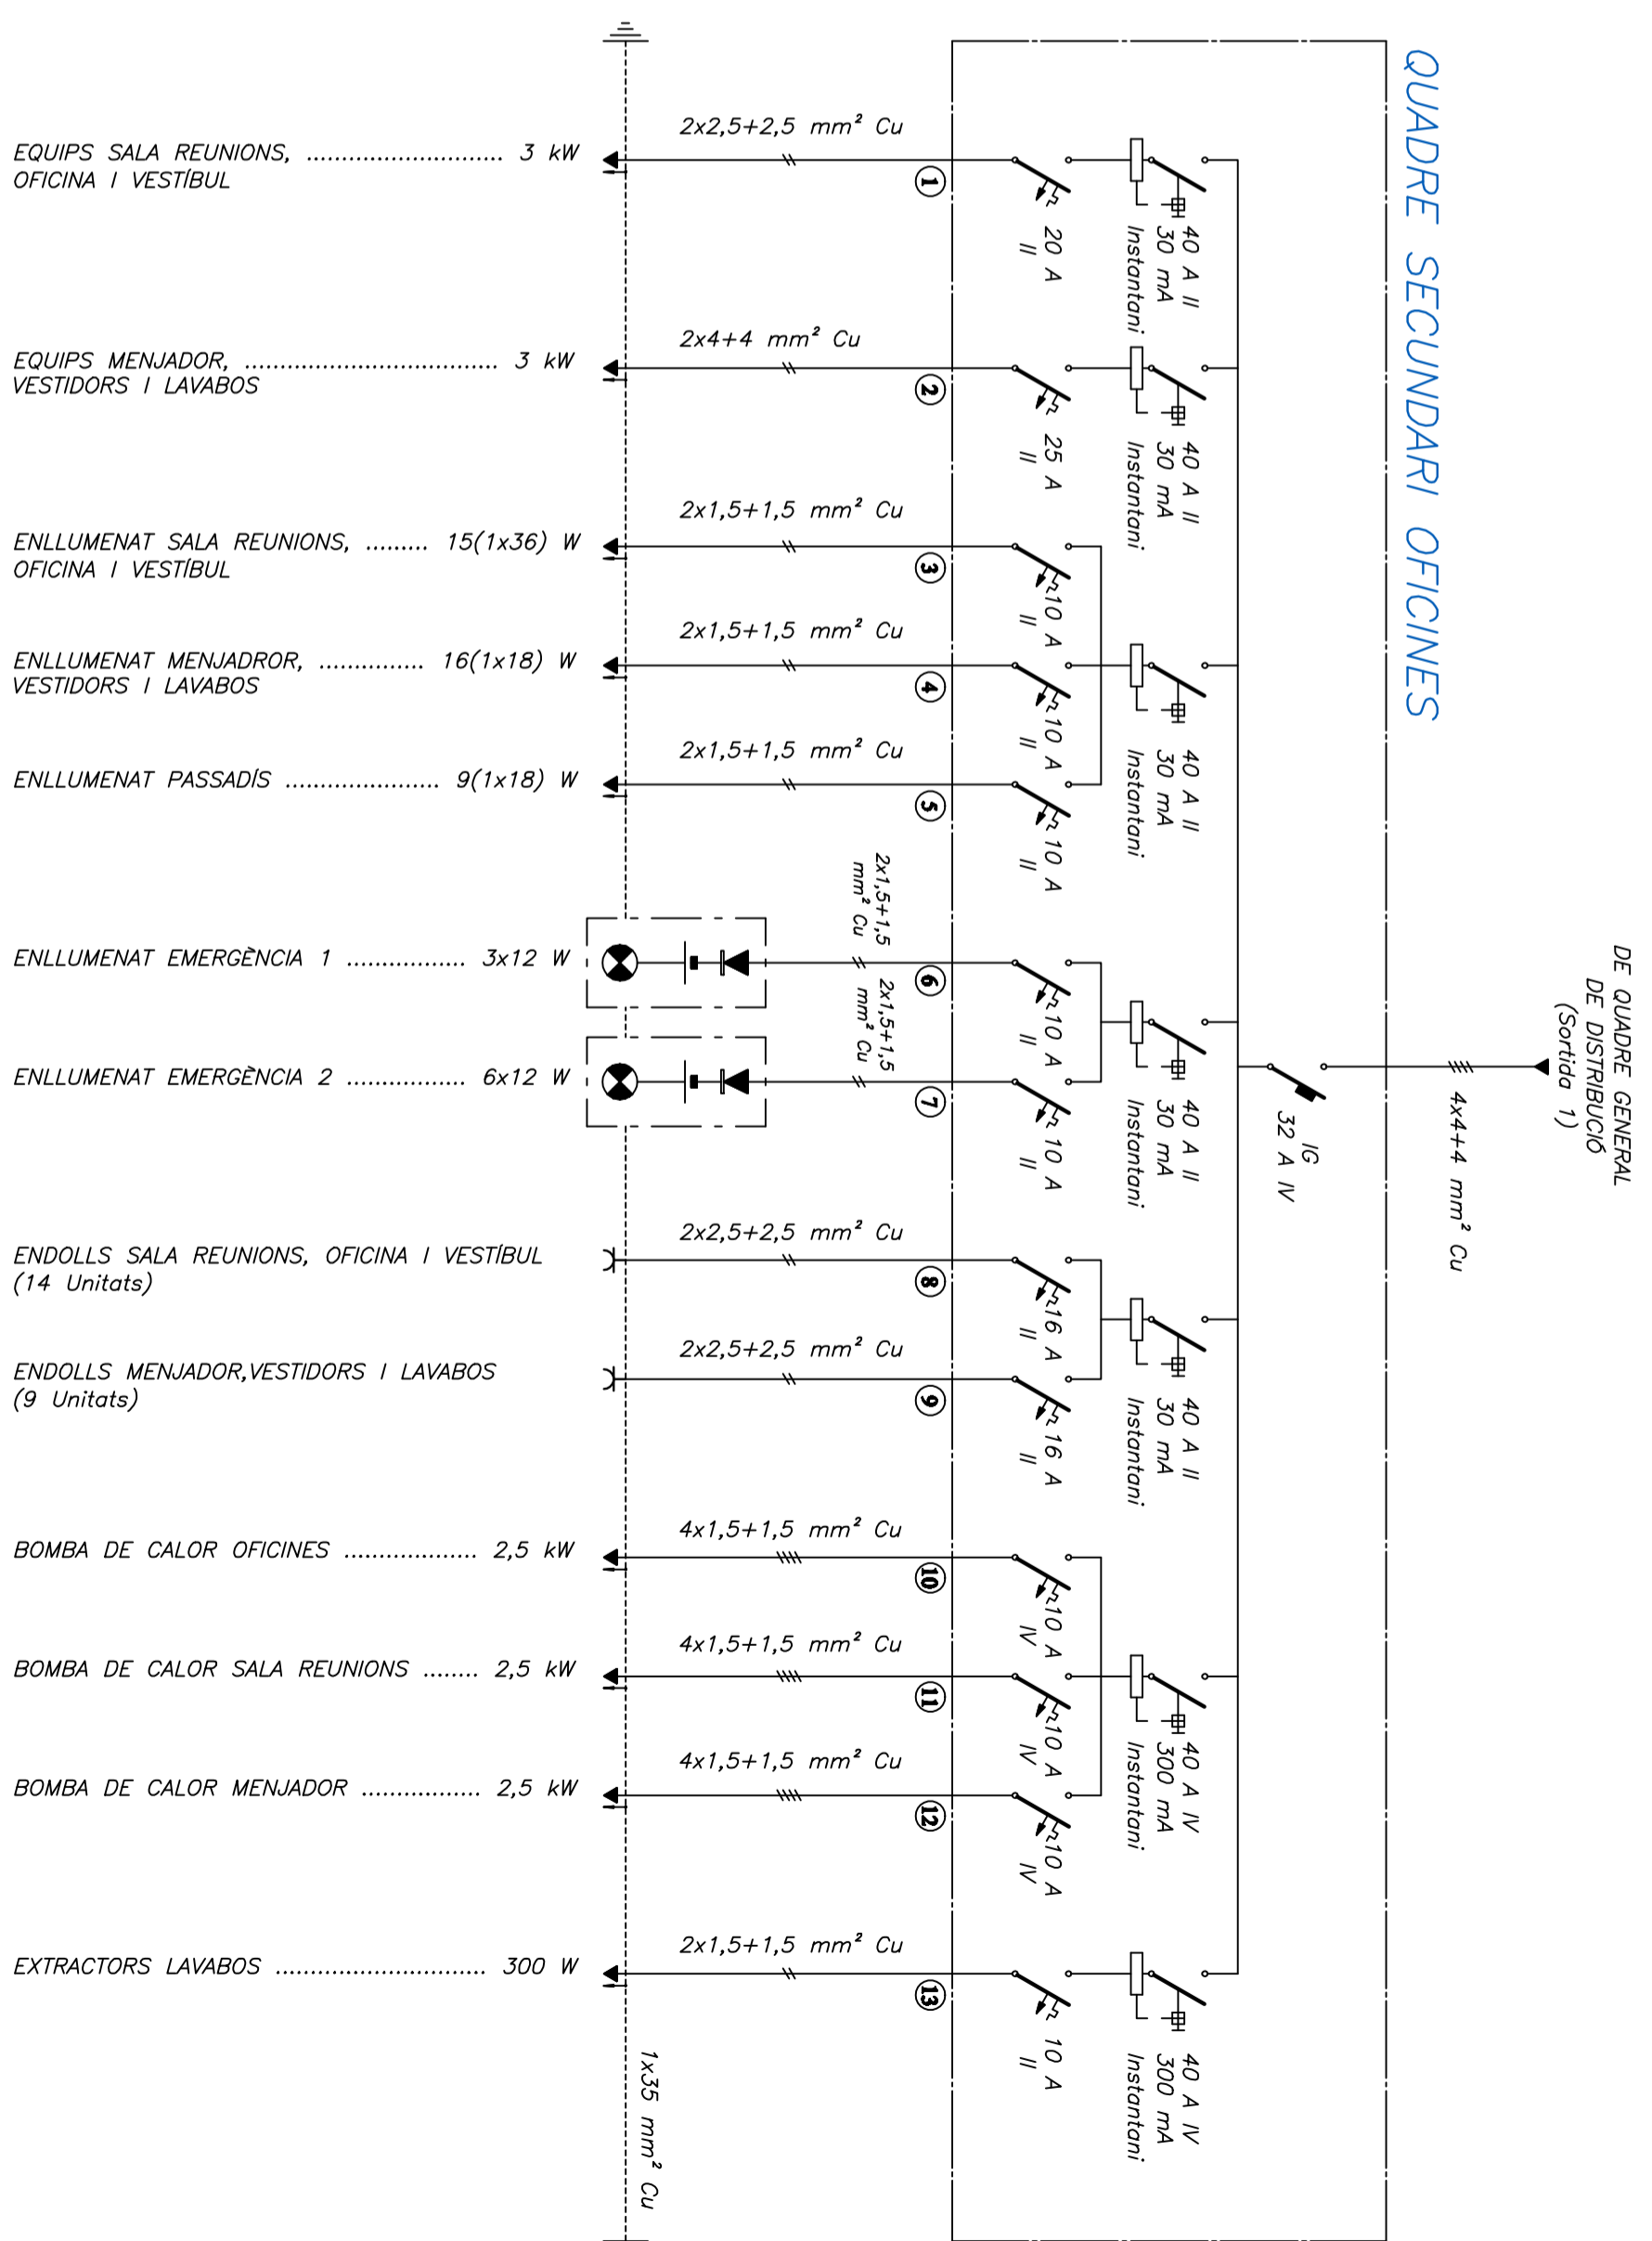 QUADRE SECUNDARI OFICINES
DE QUADRE GENERAL
DE DISTRIBUCIÓ
(Sortida 1)
4x4+4 mm² Cu
IG
32 A IV
40 A II
30 mA
Instantani
40 A II
30 mA
Instantani
40 A II
30 mA
Instantani
40 A II
30 mA
Instantani
40 A II
30 mA
Instantani
40 A IV
300 mA
Instantani
40 A IV
300 mA
Instantani
EQUIPS SALA REUNIONS, ............................ 3 kW
OFICINA I VESTÍBUL
2x2,5+2,5 mm² Cu
1
20 A
II
EQUIPS MENJADOR, .................................... 3 kW
VESTIDORS I LAVABOS
2x4+4 mm² Cu
2
25 A
II
ENLLUMENAT SALA REUNIONS, ......... 15(1x36) W
OFICINA I VESTÍBUL
2x1,5+1,5 mm² Cu
3
10 A
II
ENLLUMENAT MENJADROR, ............... 16(1x18) W
VESTIDORS I LAVABOS
2x1,5+1,5 mm² Cu
4
10 A
II
ENLLUMENAT PASSADÍS ...................... 9(1x18) W
2x1,5+1,5 mm² Cu
5
10 A
II
ENLLUMENAT EMERGÈNCIA 1 ................. 3x12 W
2x1,5+1,5
mm² Cu
6
10 A
II
ENLLUMENAT EMERGÈNCIA 2 ................. 6x12 W
2x1,5+1,5
mm² Cu
7
10 A
II
ENDOLLS SALA REUNIONS, OFICINA I VESTÍBUL
(14 Unitats)
2x2,5+2,5 mm² Cu
8
16 A
II
ENDOLLS MENJADOR,VESTIDORS I LAVABOS
(9 Unitats)
2x2,5+2,5 mm² Cu
9
16 A
II
BOMBA DE CALOR OFICINES ................... 2,5 kW
4x1,5+1,5 mm² Cu
10
10 A
IV
BOMBA DE CALOR SALA REUNIONS ........ 2,5 kW
4x1,5+1,5 mm² Cu
11
10 A
IV
BOMBA DE CALOR MENJADOR ................. 2,5 kW
4x1,5+1,5 mm² Cu
12
10 A
IV
EXTRACTORS LAVABOS .............................. 300 W
2x1,5+1,5 mm² Cu
13
10 A
II
1x35 mm² Cu